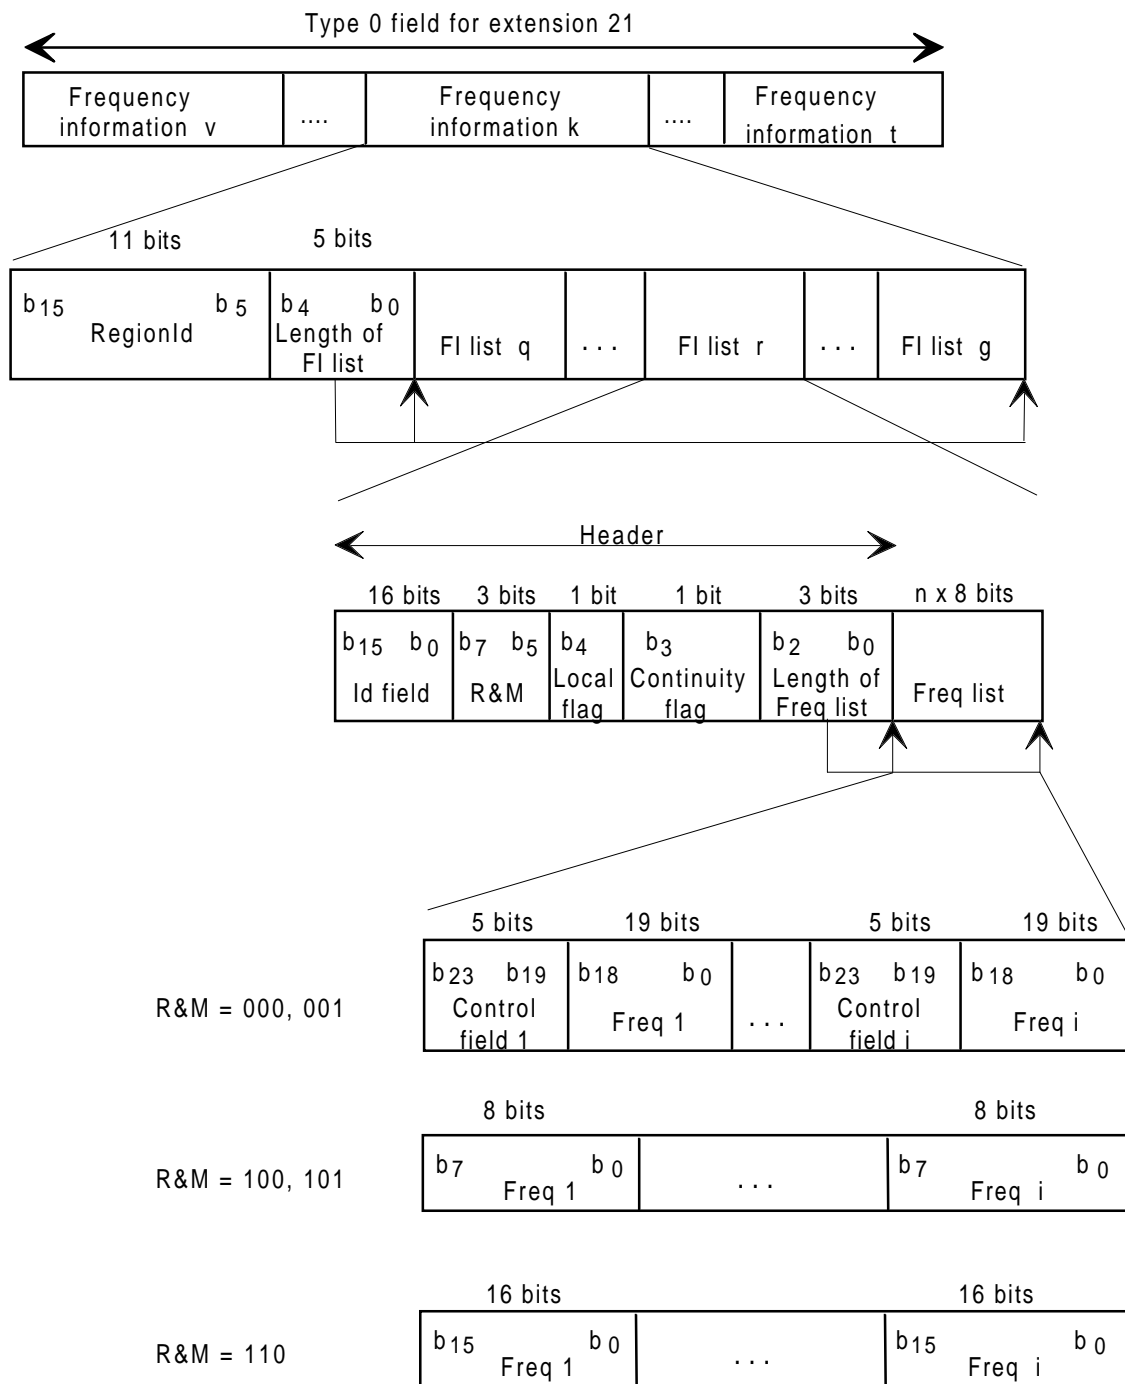 Type 0 field for extension 21
Frequency information v
....
Frequency information k
....
Frequency information t
11 bits
5 bits
b15 b5
RegionId
b4 b0
Length of FI list
FI list q
. . .
FI list r
. . .
FI list g
Header
16 bits
3 bits
1 bit
1 bit
3 bits
n x 8 bits
b15 b0
Id field
b7 b5
R&M
b4
Local flag
b3
Continuity flag
b2 b0
Length of Freq list
Freq list
5 bits
19 bits
5 bits
19 bits
R&M = 000, 001
b23 b19
Control field 1
b18 b0
Freq 1
. . .
b23 b19
Control field i
b18 b0
Freq i
8 bits
8 bits
R&M = 100, 101
b7 b0
Freq 1
. . .
b7 b0
Freq i
16 bits
16 bits
R&M = 110
b15 b0
Freq 1
. . .
b15 b0
Freq i